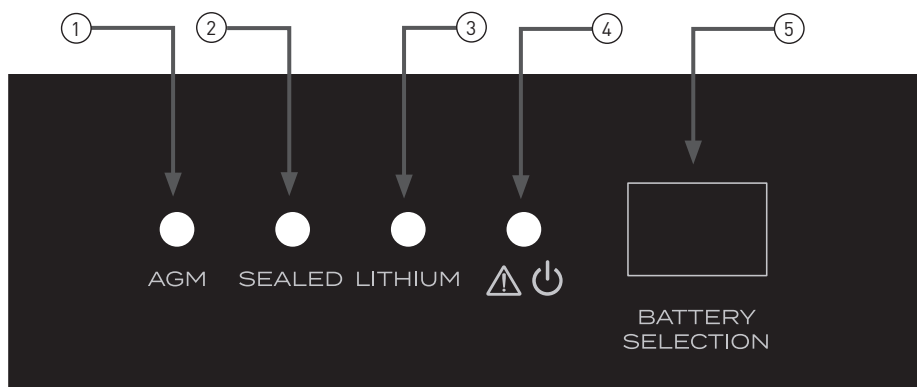 1 2 3 4 5
AGM SEALED LITHIUM
BATTERY
SELECTION